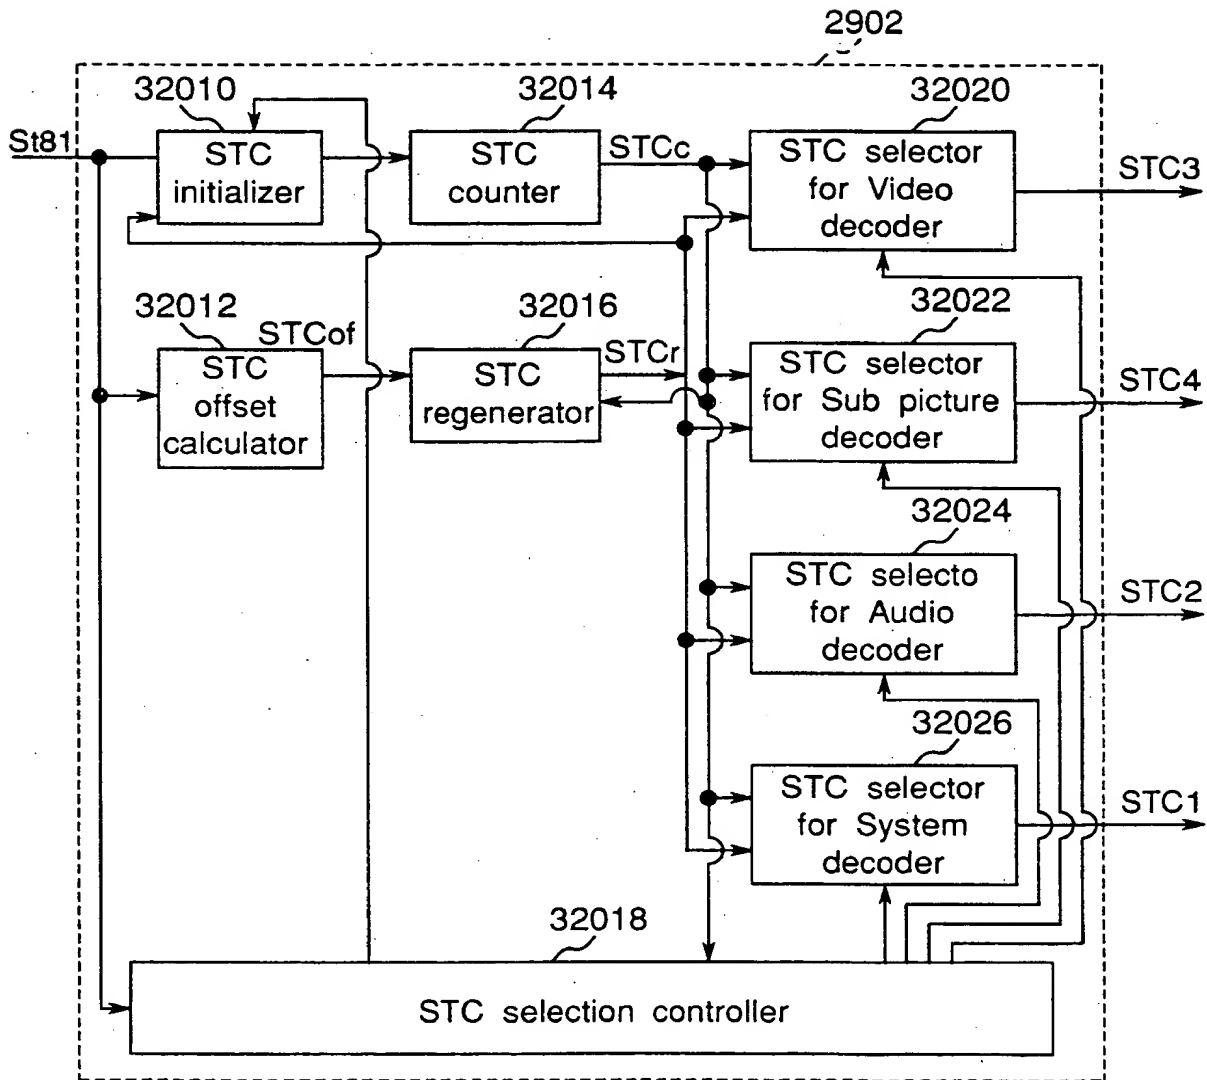 2902
32010
32014
32020
St81
STC
initializer
STC
counter
STCc
STC selector
for Video
decoder
STC3
32012
STCof
32016
STCr
32022
STC
offset
calculator
STC
regenerator
STC selector
for Sub picture
decoder
STC4
32024
STC selecto
for Audio
decoder
STC2
32026
STC selector
for System
decoder
STC1
32018
STC selection controller